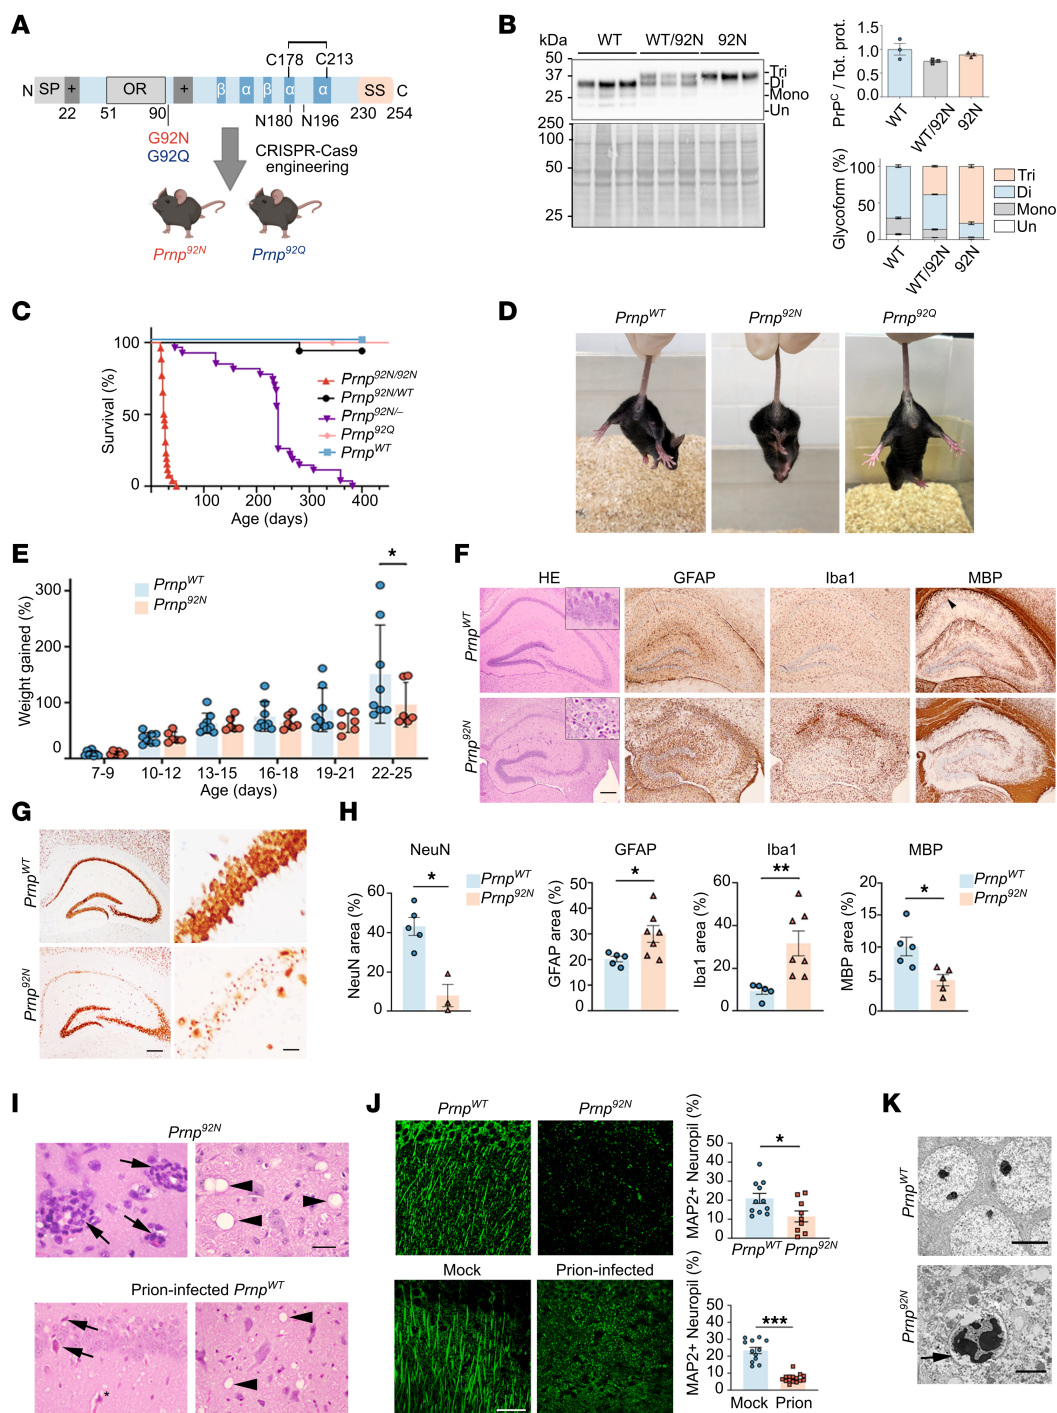 A
C178 C213
N SP + OR + β α β α α SS C
22 51 90 N180 N196 230 254
G92N
G92Q
CRISPR-Cas9
engineering
Prnp92N Prnp92Q
B
kDa WT WT/92N 92N
50
37
25
Tri
Di
Mono
Un
250
100
50
25
PrPC / Tot. prot.
1.5
1.0
0.5
0.0
WT WT/92N 92N
Glycoform (%)
100
50
0
WT WT/92N 92N
Tri
Di
Mono
Un
C
Survival (%)
100
50
0
100 200 300 400
Age (days)
Prnp92N/92N
Prnp92N/WT
Prnp92N/–
Prnp92Q
PrnpWT
D
PrnpWT Prnp92N Prnp92Q
E
Weight gained (%)
300
200
100
0
PrnpWT
Prnp92N
*
7-9 10-12 13-15 16-18 19-21 22-25
Age (days)
F
HE GFAP Iba1 MBP
PrnpWT
Prnp92N
G
PrnpWT
Prnp92N
H
NeuN
NeuN area (%)
60
40
20
0
*
PrnpWT
Prnp92N
GFAP
GFAP area (%)
50
40
30
20
10
0
*
Iba1
Iba1 area (%)
60
40
20
0
**
MBP
MBP area (%)
20
15
10
5
0
*
PrnpWT
Prnp92N
I
Prnp92N
Prion-infected PrnpWT
*
J
PrnpWT Prnp92N
Mock Prion-infected
MAP2+ Neuropil (%)
50
40
30
20
10
0
*
PrnpWT Prnp92N
MAP2+ Neuropil (%)
50
40
30
20
10
0
***
Mock Prion
K
PrnpWT
Prnp92N